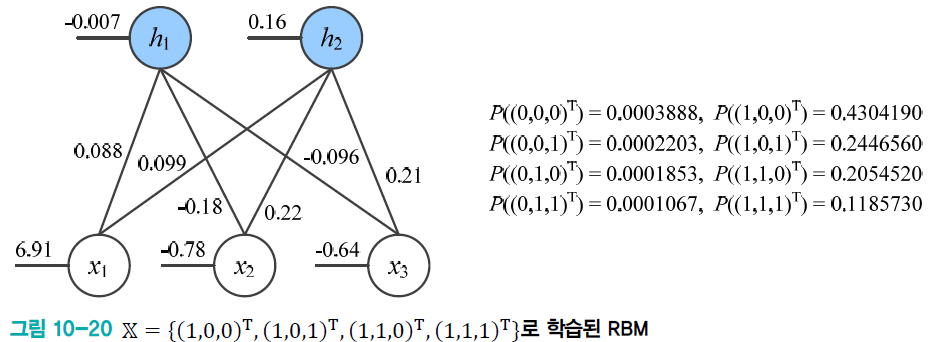 -0.007
h1
0.16
h2
0.088
0.099
-0.096
0.21
-0.18
0.22
6.91
x1
-0.78
x2
-0.64
x3
P((0,0,0)ᵀ) = 0.0003888, P((1,0,0)ᵀ) = 0.4304190
P((0,0,1)ᵀ) = 0.0002203, P((1,0,1)ᵀ) = 0.2446560
P((0,1,0)ᵀ) = 0.0001853, P((1,1,0)ᵀ) = 0.2054520
P((0,1,1)ᵀ) = 0.0001067, P((1,1,1)ᵀ) = 0.1185730
그림 10-20 𝕏 = {(1,0,0)ᵀ, (1,0,1)ᵀ, (1,1,0)ᵀ, (1,1,1)ᵀ}로 학습된 RBM